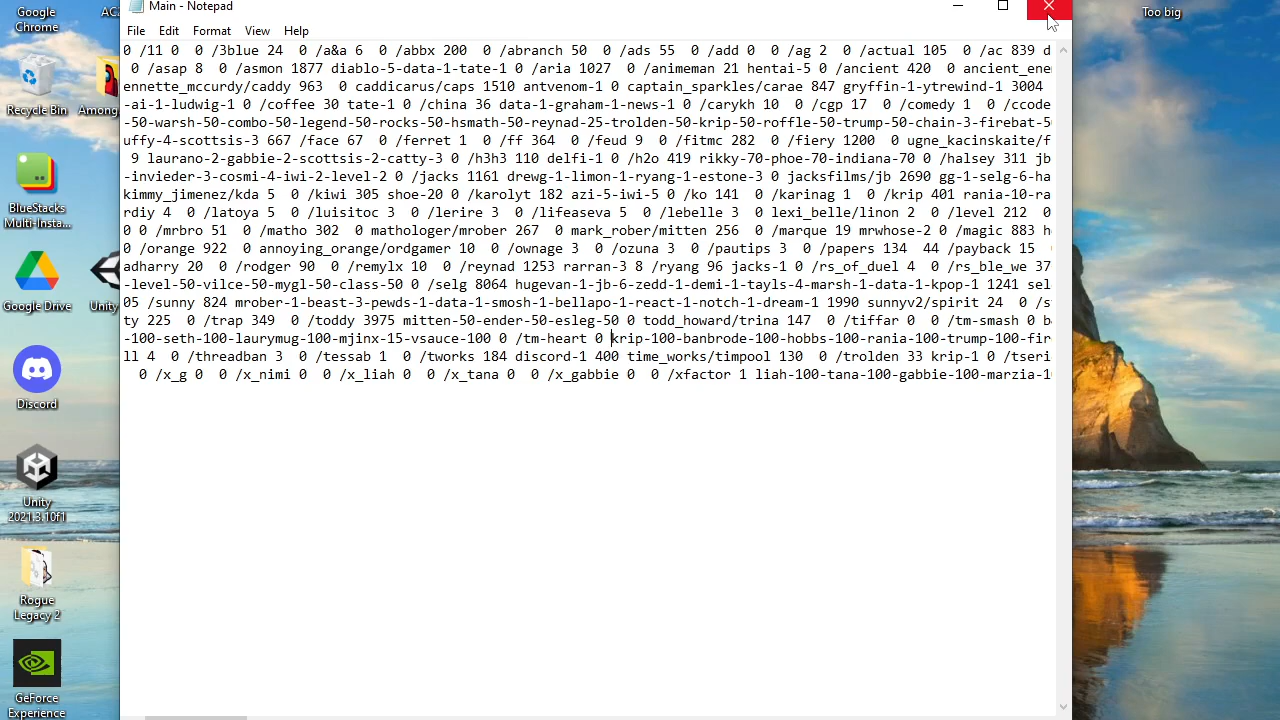 Google Chrome
AC
Too big
Main - Notepad
File Edit Format View Help
0 /11 0  0 /3blue 24  0 /a&a 6  0 /abbx 200  0 /abranch 50  0 /ads 55  0 /add 0  0 /ag 2  0 /actual 105  0 /ac 839 d
0 /asap 8  0 /asmon 1877 diablo-5-data-1-tate-1 0 /aria 1027  0 /animeman 21 hentai-5 0 /ancient 420  0 ancient_ene
ennette_mccurdy/caddy 963  0 caddicarus/caps 1510 antvenom-1 0 captain_sparkles/carae 847 gryffin-1-ytrewind-1 3004
-ai-1-ludwig-1 0 /coffee 30 tate-1 0 /china 36 data-1-graham-1-news-1 0 /carykh 18  0 /cgp 17  0 /comedy 1  0 /ccode
-50-warsh-50-combo-50-legend-50-rocks-50-hsmath-50-reynad-25-trolden-50-krip-50-roffle-50-trump-50-chain-3-firebat-5
uffy-4-scottsis-3 667 /face 67  0 /ferret 1  0 /ff 364  0 /feud 9  0 /fitmc 282  0 /fiery 1200  0 ugne_kacinskaite/f
9 laurano-2-gabbie-2-scottsis-2-catty-3 0 /h3h3 110 delfi-1 0 /h2o 419 rikky-70-phoe-70-indiana-70 0 /halsey 311 jb
-invieder-3-cosmi-4-iwi-2-level-2 0 /jacks 1161 drewg-1-limon-1-ryang-1-estor-3 0 jacksfilms/jb 2690 gg-1-selg-6-ha
kimmy_jimenez/kda 5  0 /kiwi 305 shoe-20 0 /karolyt 182 azi-5-iwi-5 0 /ko 141  0 /karinag 1  0 /krip 401 rania-10-ra
rdiy 4  0 /latoya 5  0 /luisitoc 3  0 /lerire 3  0 /lifeaseva 5  0 /lebelle 3  0 lexi_belle/linon 2  0 /level 212  0
0 0 /mrbro 51  0 /matho 302  0 mathologer/mrober 267  0 mark_rober/mitten 256  0 /marque 19 mrwhose-2 0 /magic 883 h
0 /orange 922  0 annoying_orange/ordgamer 10  0 /ownage 3  0 /ozuna 3  0 /pautips 3  0 /papers 134  44 /payback 15
adharry 20  0 /rodger 90  0 /remylx 10  0 /reynad 1253 rarran-3 8 /ryang 96 jacks-1 0 /rs_of_duel 4  0 /rs_ble_we 37
-level-50-vilce-50-mygl-50-class-50 0 /selg 8064 hugevan-1-jb-6-zedd-1-demi-1-tayls-4-marsh-1-data-1-kpop-1 1241 sel
05 /sunny 824 mrober-1-beast-3-pewds-1-data-1-smosh-1-bellapo-1-react-1-notch-1-dream-1 1990 sunnyv2/spirit 24  0 /s
ty 225  0 /trap 349  0 /toddy 3975 mitten-50-ender-50-esleg-50 0 todd_howard/trina 147  0 /tiffar 0  0 /tm-smash 0 b
-100-seth-100-laurymug-100-mjinx-15-vsauce-100 0 /tm-heart 0 krip-100-banbrode-100-hobbs-100-rania-100-trump-100-fir
ll 4  0 /threadban 3  0 /tessab 1  0 /tworks 184 discord-1 400 time_works/timpool 130  0 /trolden 33 krip-1 0 /tseri
0 /x_g 0  0 /x_nimi 0  0 /x_liah 0  0 /x_tana 0  0 /x_gabbie 0  0 /xfactor 1 liah-100-tana-100-gabbie-100-marzia-1
Recycle Bin
Among
BlueStacks Multi-Insta...
Google Drive
Unity
Discord
Unity 2021.3.10f1
Rogue Legacy 2
GeForce Experience